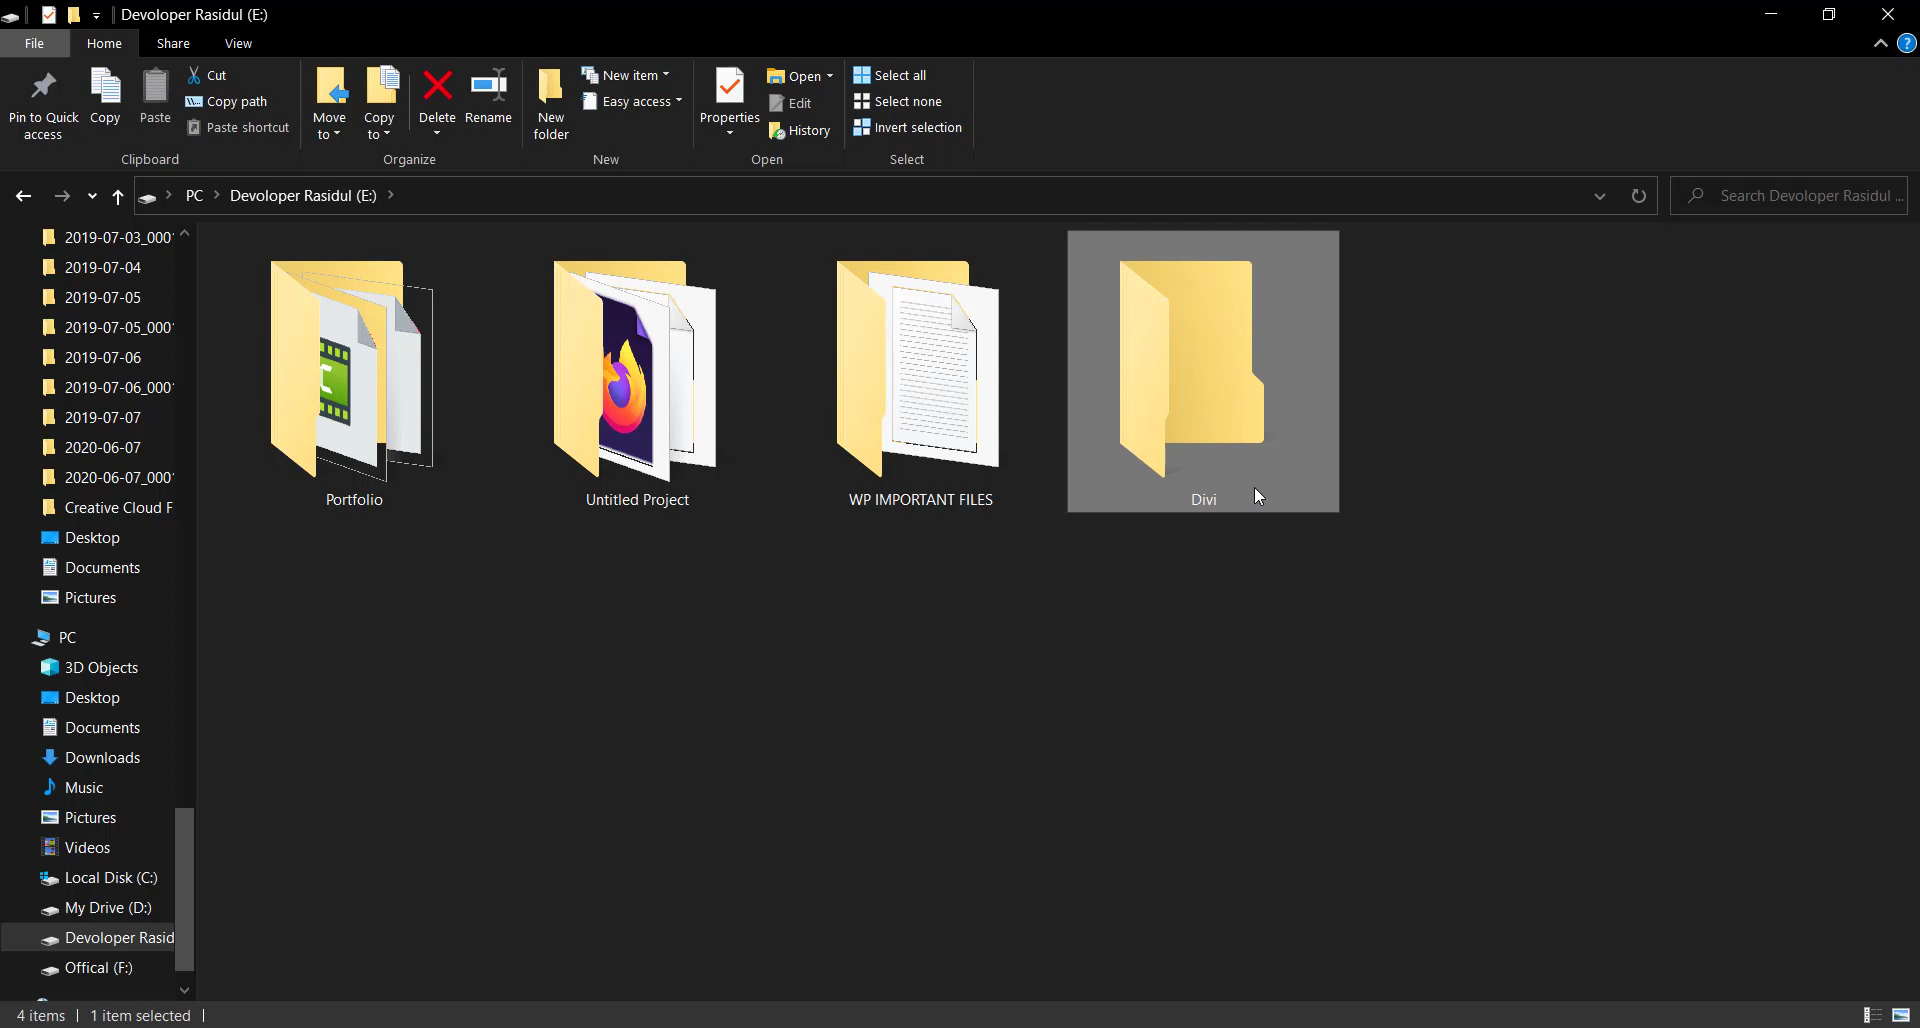 Devoloper Rasidul (E:)
File Home Share View
Pin to Quick access
Copy
Paste
Cut
Copy path
Paste shortcut
Clipboard
Move to
Copy to
Delete
Rename
Organize
New folder
New item
Easy access
New
Properties
Open
Edit
History
Open
Select all
Select none
Invert selection
Select
PC Devoloper Rasidul (E:)
Search Devoloper Rasidul ...
2019-07-03_000
2019-07-04
2019-07-05
2019-07-05_000
2019-07-06
2019-07-06_000
2019-07-07
2020-06-07
2020-06-07_000
Creative Cloud F
Desktop
Documents
Pictures
PC
3D Objects
Desktop
Documents
Downloads
Music
Pictures
Videos
Local Disk (C:)
My Drive (D:)
Devoloper Rasid
Offical (F:)
Portfolio
Untitled Project
WP IMPORTANT FILES
Divi
4 items
1 item selected